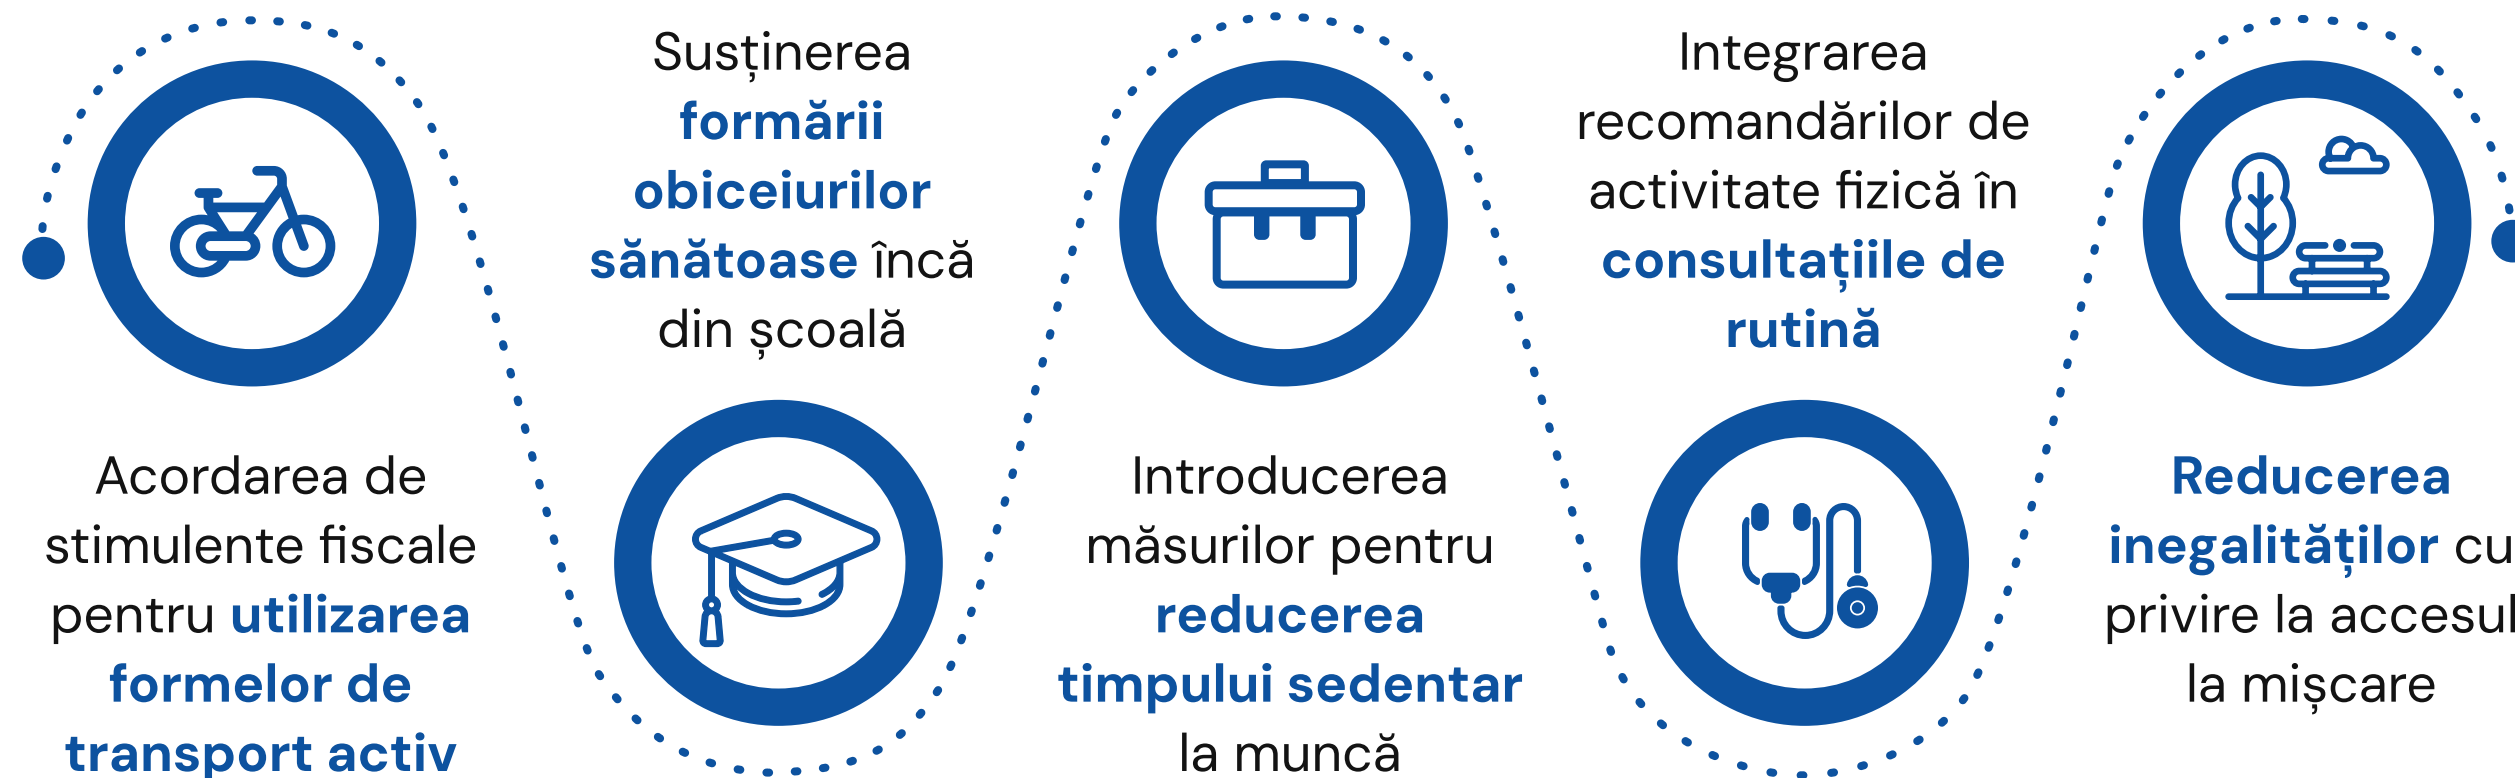 Acordarea de
stimulente fiscale
pentru utilizarea
formelor de
transport activ
Susținerea
formării
obiceiurilor
sănătoase încă
din școală
Introducerea
măsurilor pentru
reducerea
timpului sedentar
la muncă
Integrarea
recomandărilor de
activitate fizică în
consultațiile de
rutină
Reducerea
inegalităților cu
privire la accesul
la mișcare